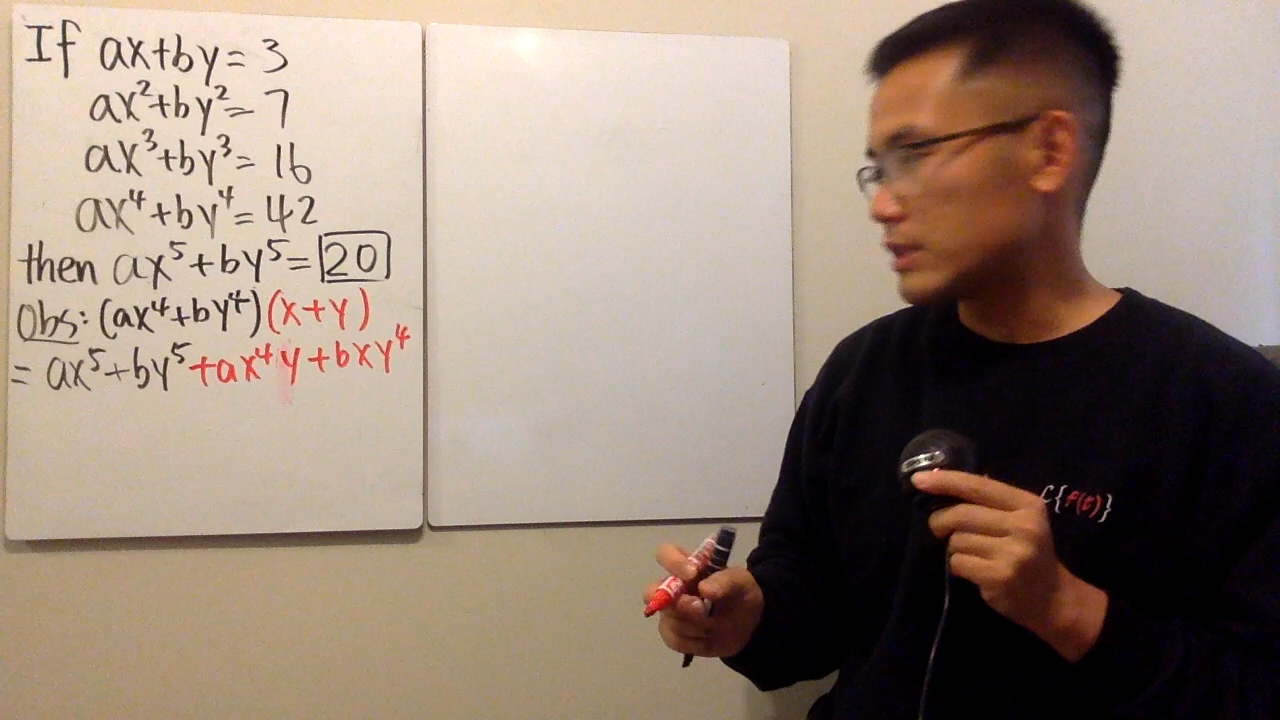 If ax+by=3
ax²+by²=7
ax³+by³=16
ax⁴+by⁴=42
then ax⁵+by⁵=20
Obs: (ax⁴+by⁴)(x+y)
= ax⁵+by⁵+ax⁴y+bxy⁴
ℒ{f(t)}